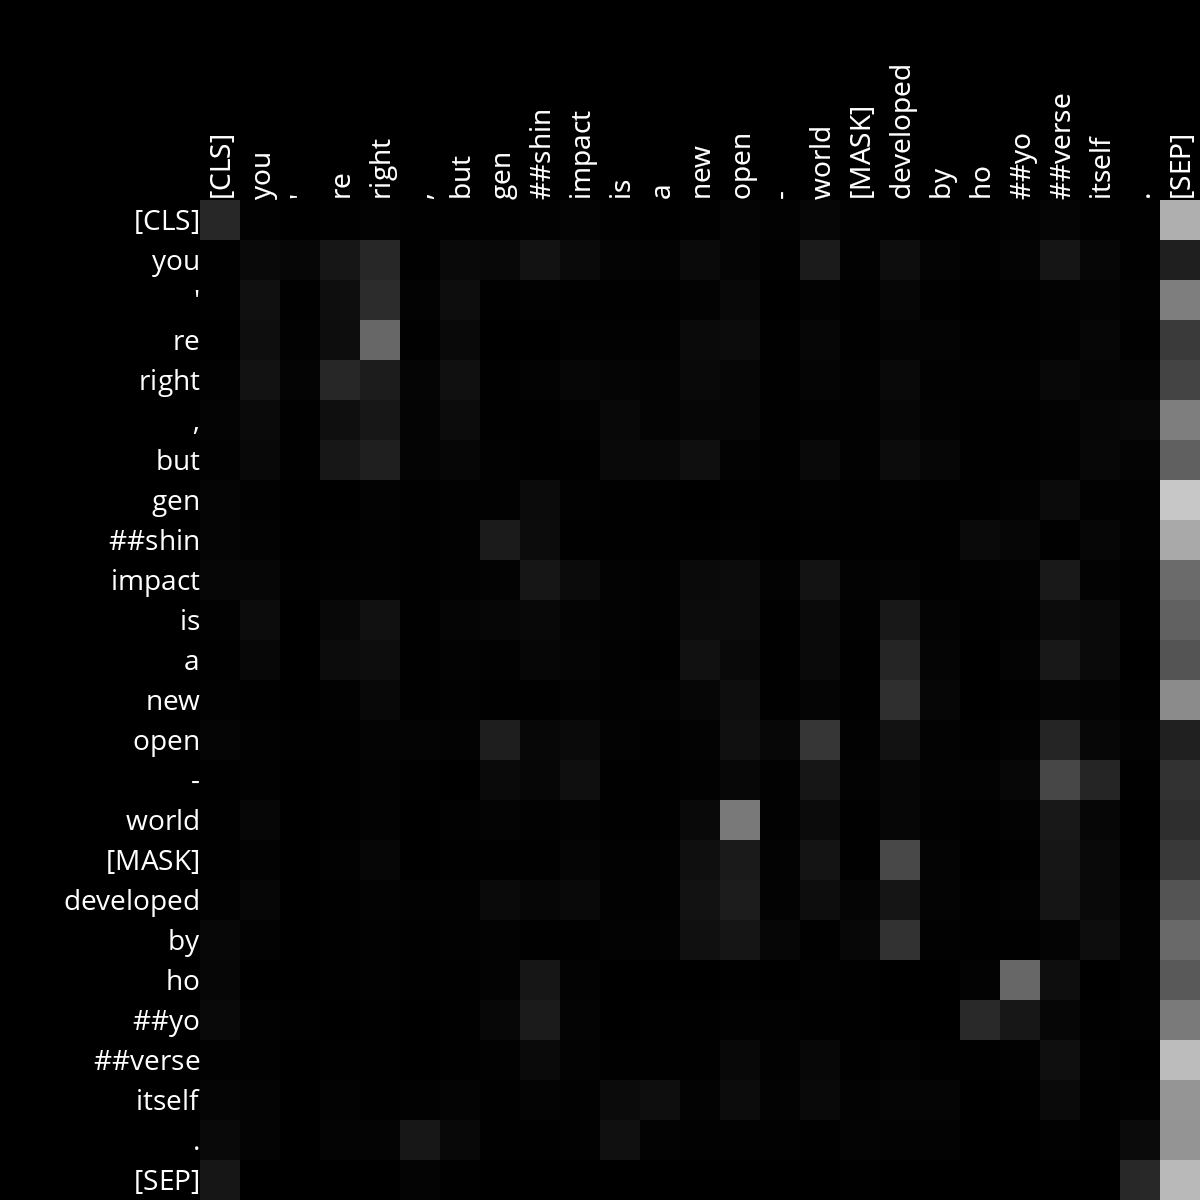 [CLS] you ' re right , but gen ##shin impact is a new open - world [MASK] developed by ho ##yo ##verse itself . [SEP]
[CLS]
you
'
re
right
,
but
gen
##shin
impact
is
a
new
open
-
world
[MASK]
developed
by
ho
##yo
##verse
itself
.
[SEP]